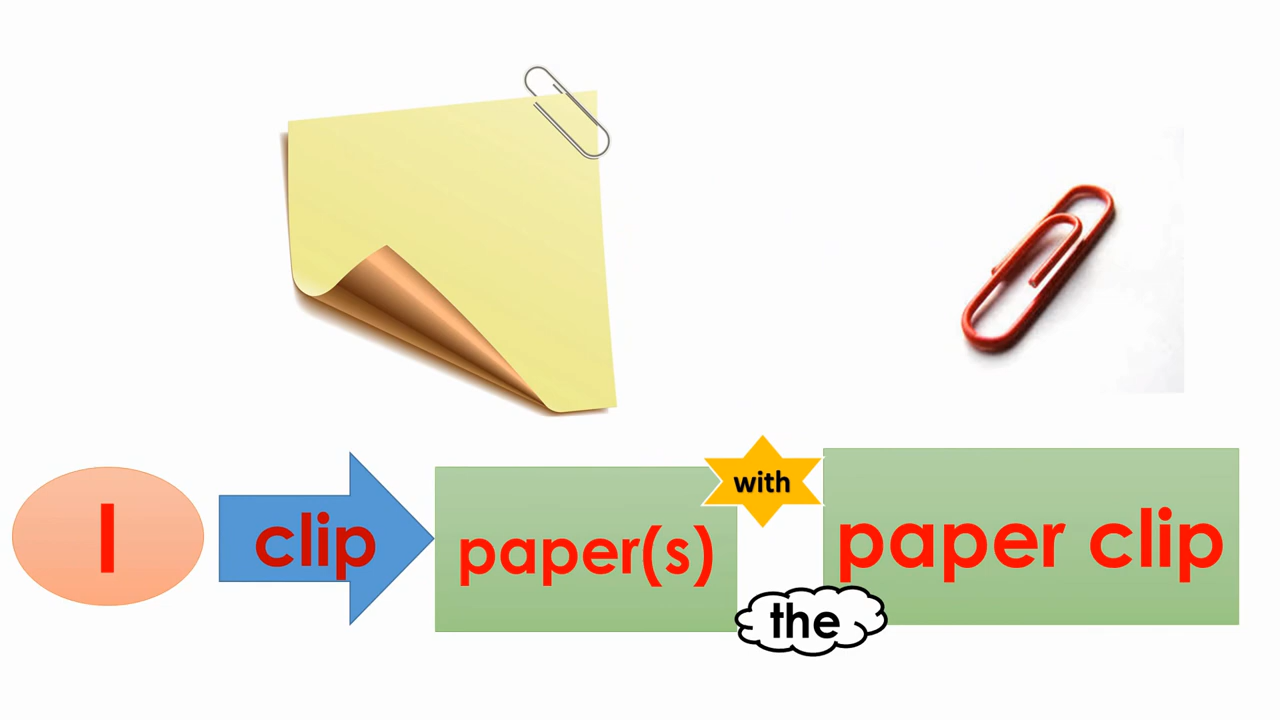 I
clip
paper(s)
with
the
paper clip